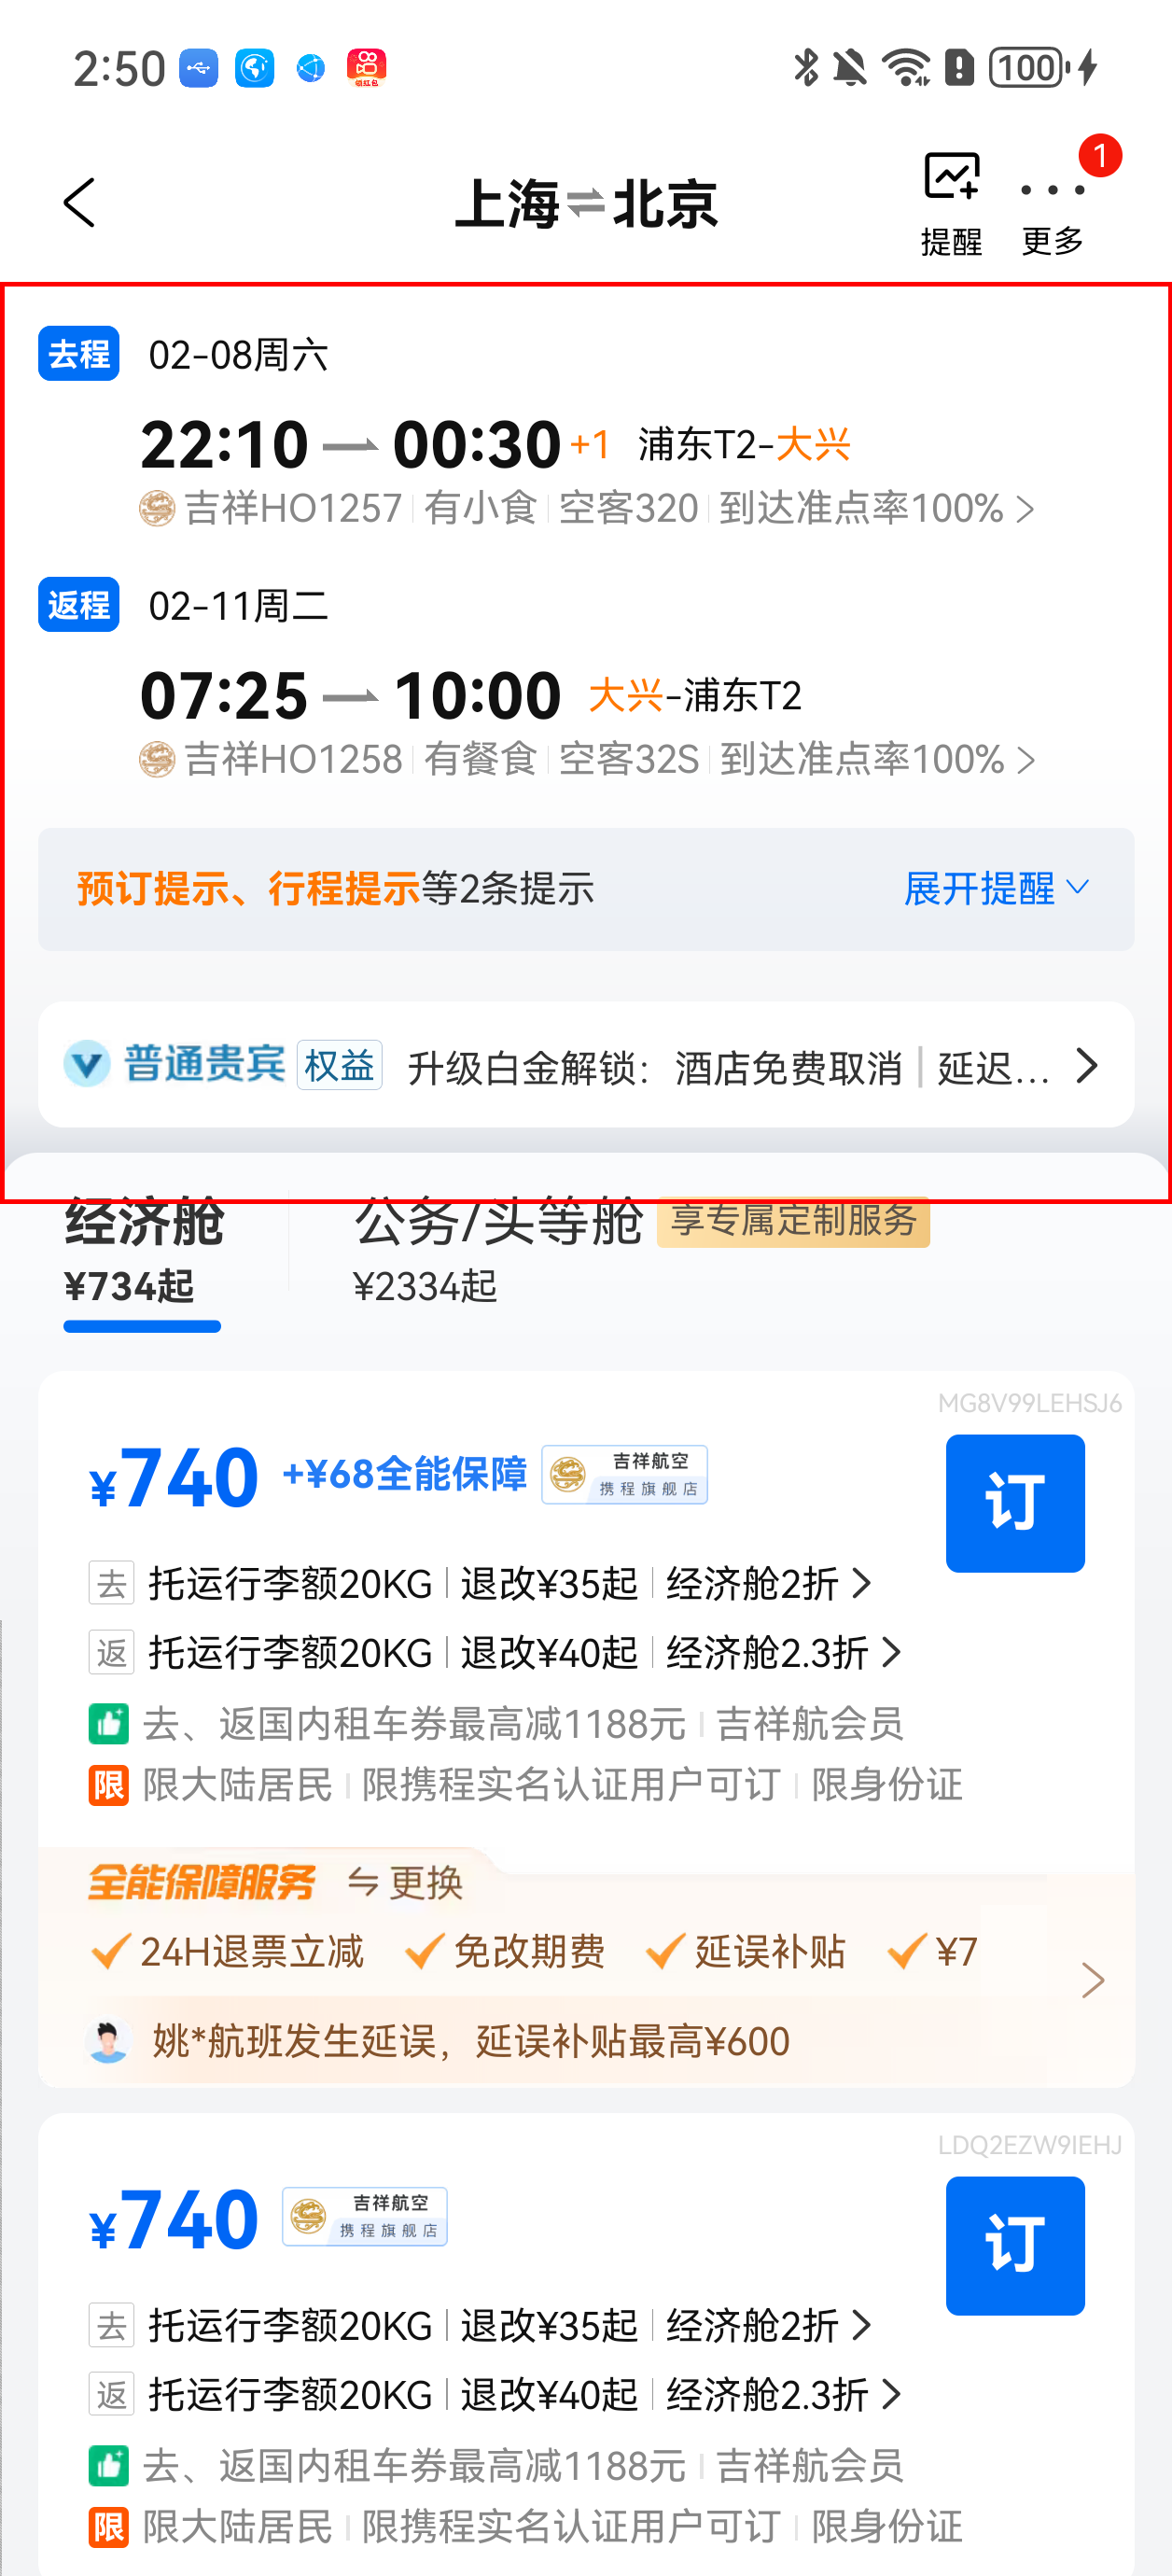 2:50 领红包 100
上海⇌北京
1
提醒 更多
去程 02-08周六
22:10 00:30 +1 浦东T2-大兴
吉祥HO1257 有小食 空客320 到达准点率100% >
返程 02-11周二
07:25 10:00 大兴-浦东T2
吉祥HO1258 有餐食 空客32S 到达准点率100% >
预订提示、行程提示等2条提示 展开提醒
普通贵宾 权益 升级白金解锁：酒店免费取消 | 延迟... >
经济舱 公务/头等舱 享专属定制服务
¥734起 ¥2334起
MG8V99LEHSJ6
¥740 +¥68全能保障 吉祥航空 携程旗舰店 订
去 托运行李额20KG | 退改¥35起 | 经济舱2折 >
返 托运行李额20KG | 退改¥40起 | 经济舱2.3折 >
去、返国内租车券最高减1188元 | 吉祥航会员
限 限大陆居民 | 限携程实名认证用户可订 | 限身份证
全能保障服务 ⇋ 更换
24H退票立减 免改期费 延误补贴 ¥7 >
姚*航班发生延误，延误补贴最高¥600
LDQ2EZW9IEHJ
¥740 吉祥航空 携程旗舰店 订
去 托运行李额20KG | 退改¥35起 | 经济舱2折 >
返 托运行李额20KG | 退改¥40起 | 经济舱2.3折 >
去、返国内租车券最高减1188元 | 吉祥航会员
限 限大陆居民 | 限携程实名认证用户可订 | 限身份证